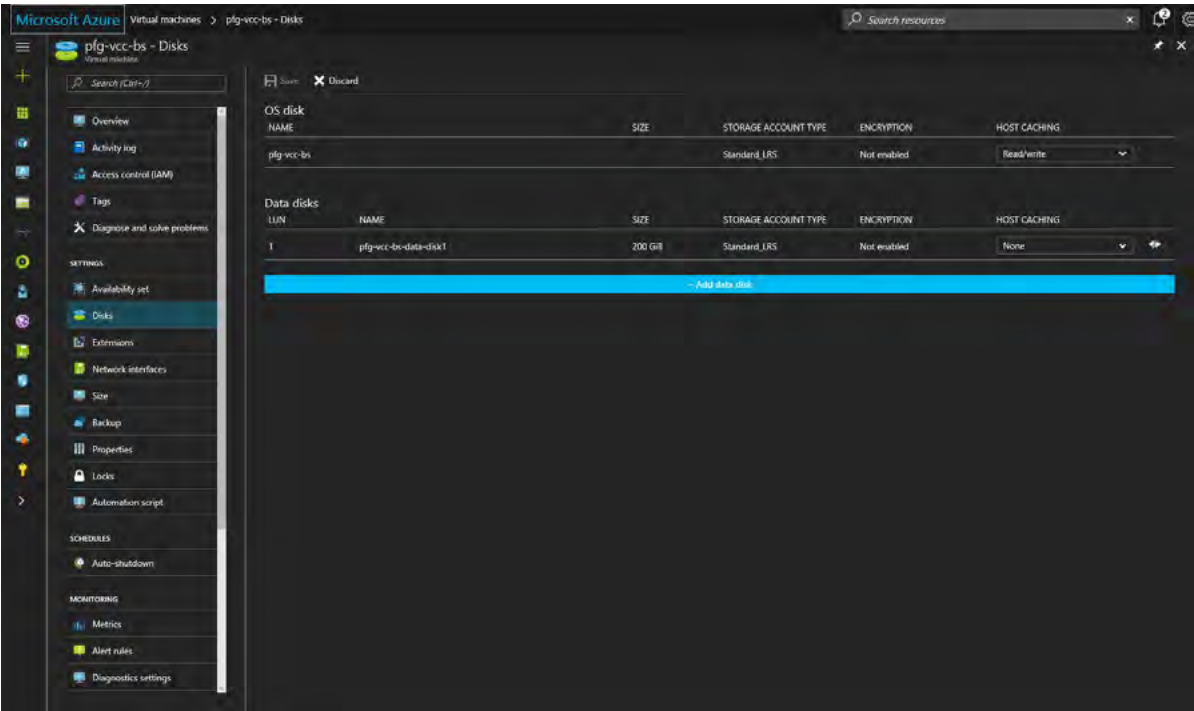 Microsoft Azure Virtual machines > pfg-vcc-bs - Disks
Search resources
2
pfg-vcc-bs - Disks
Virtual machine
Search (Ctrl+/)
Overview
Activity log
Access control (IAM)
Tags
Diagnose and solve problems
SETTINGS
Availability set
Disks
Extensions
Network interfaces
Size
Backup
Properties
Locks
Automation script
SCHEDULES
Auto-shutdown
MONITORING
Metrics
Alert rules
Diagnostics settings
Save Discard
OS disk
NAME SIZE STORAGE ACCOUNT TYPE ENCRYPTION HOST CACHING
pfg-vcc-bs Standard_LRS Not enabled Read/write
Data disks
LUN NAME SIZE STORAGE ACCOUNT TYPE ENCRYPTION HOST CACHING
1 pfg-vcc-bs-data-disk1 200 GiB Standard_LRS Not enabled None
+ Add data disk